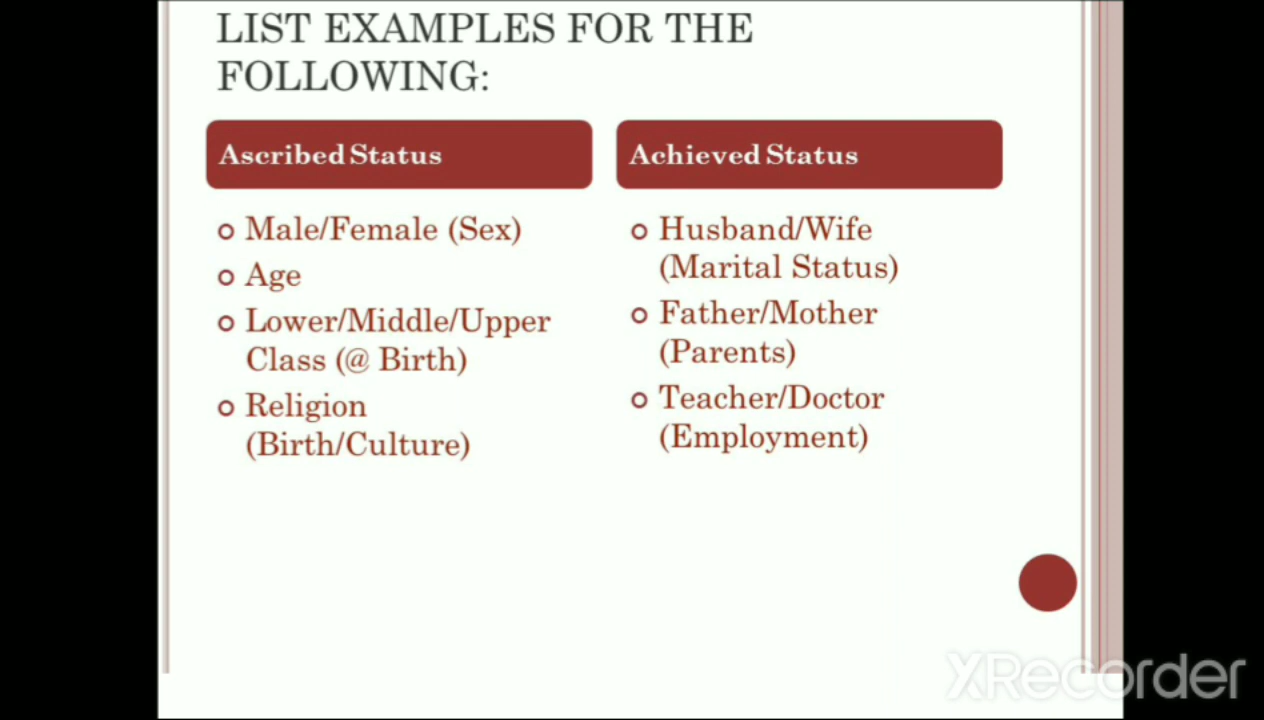 LIST EXAMPLES FOR THE
FOLLOWING:
Ascribed Status
Male/Female (Sex)
Age
Lower/Middle/Upper
Class (@ Birth)
Religion
(Birth/Culture)
Achieved Status
Husband/Wife
(Marital Status)
Father/Mother
(Parents)
Teacher/Doctor
(Employment)
XRecorder